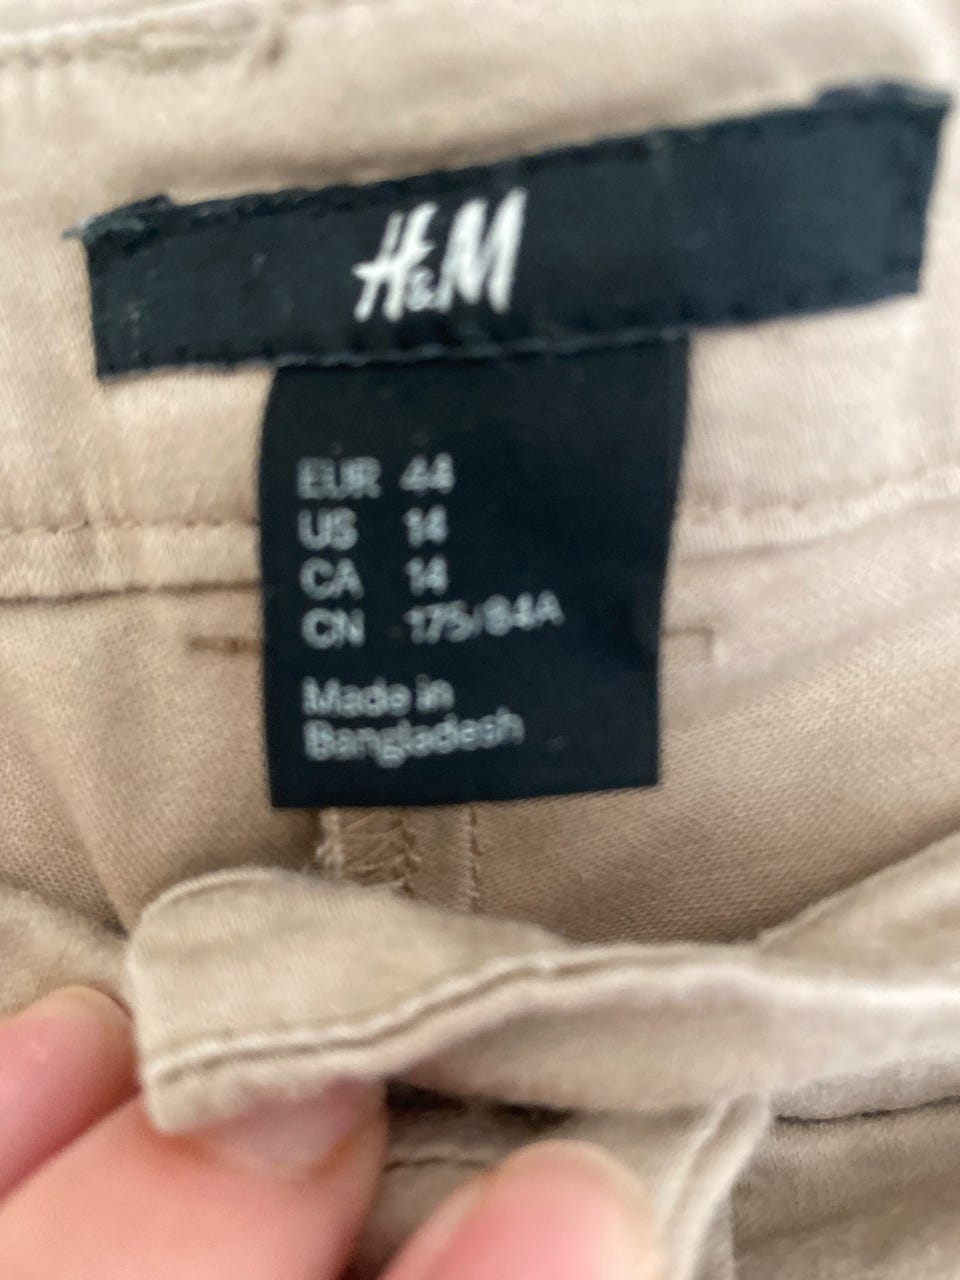 H&M
EUR 44
US 14
CA 14
CN 175/84A
Made in
Bangladesh